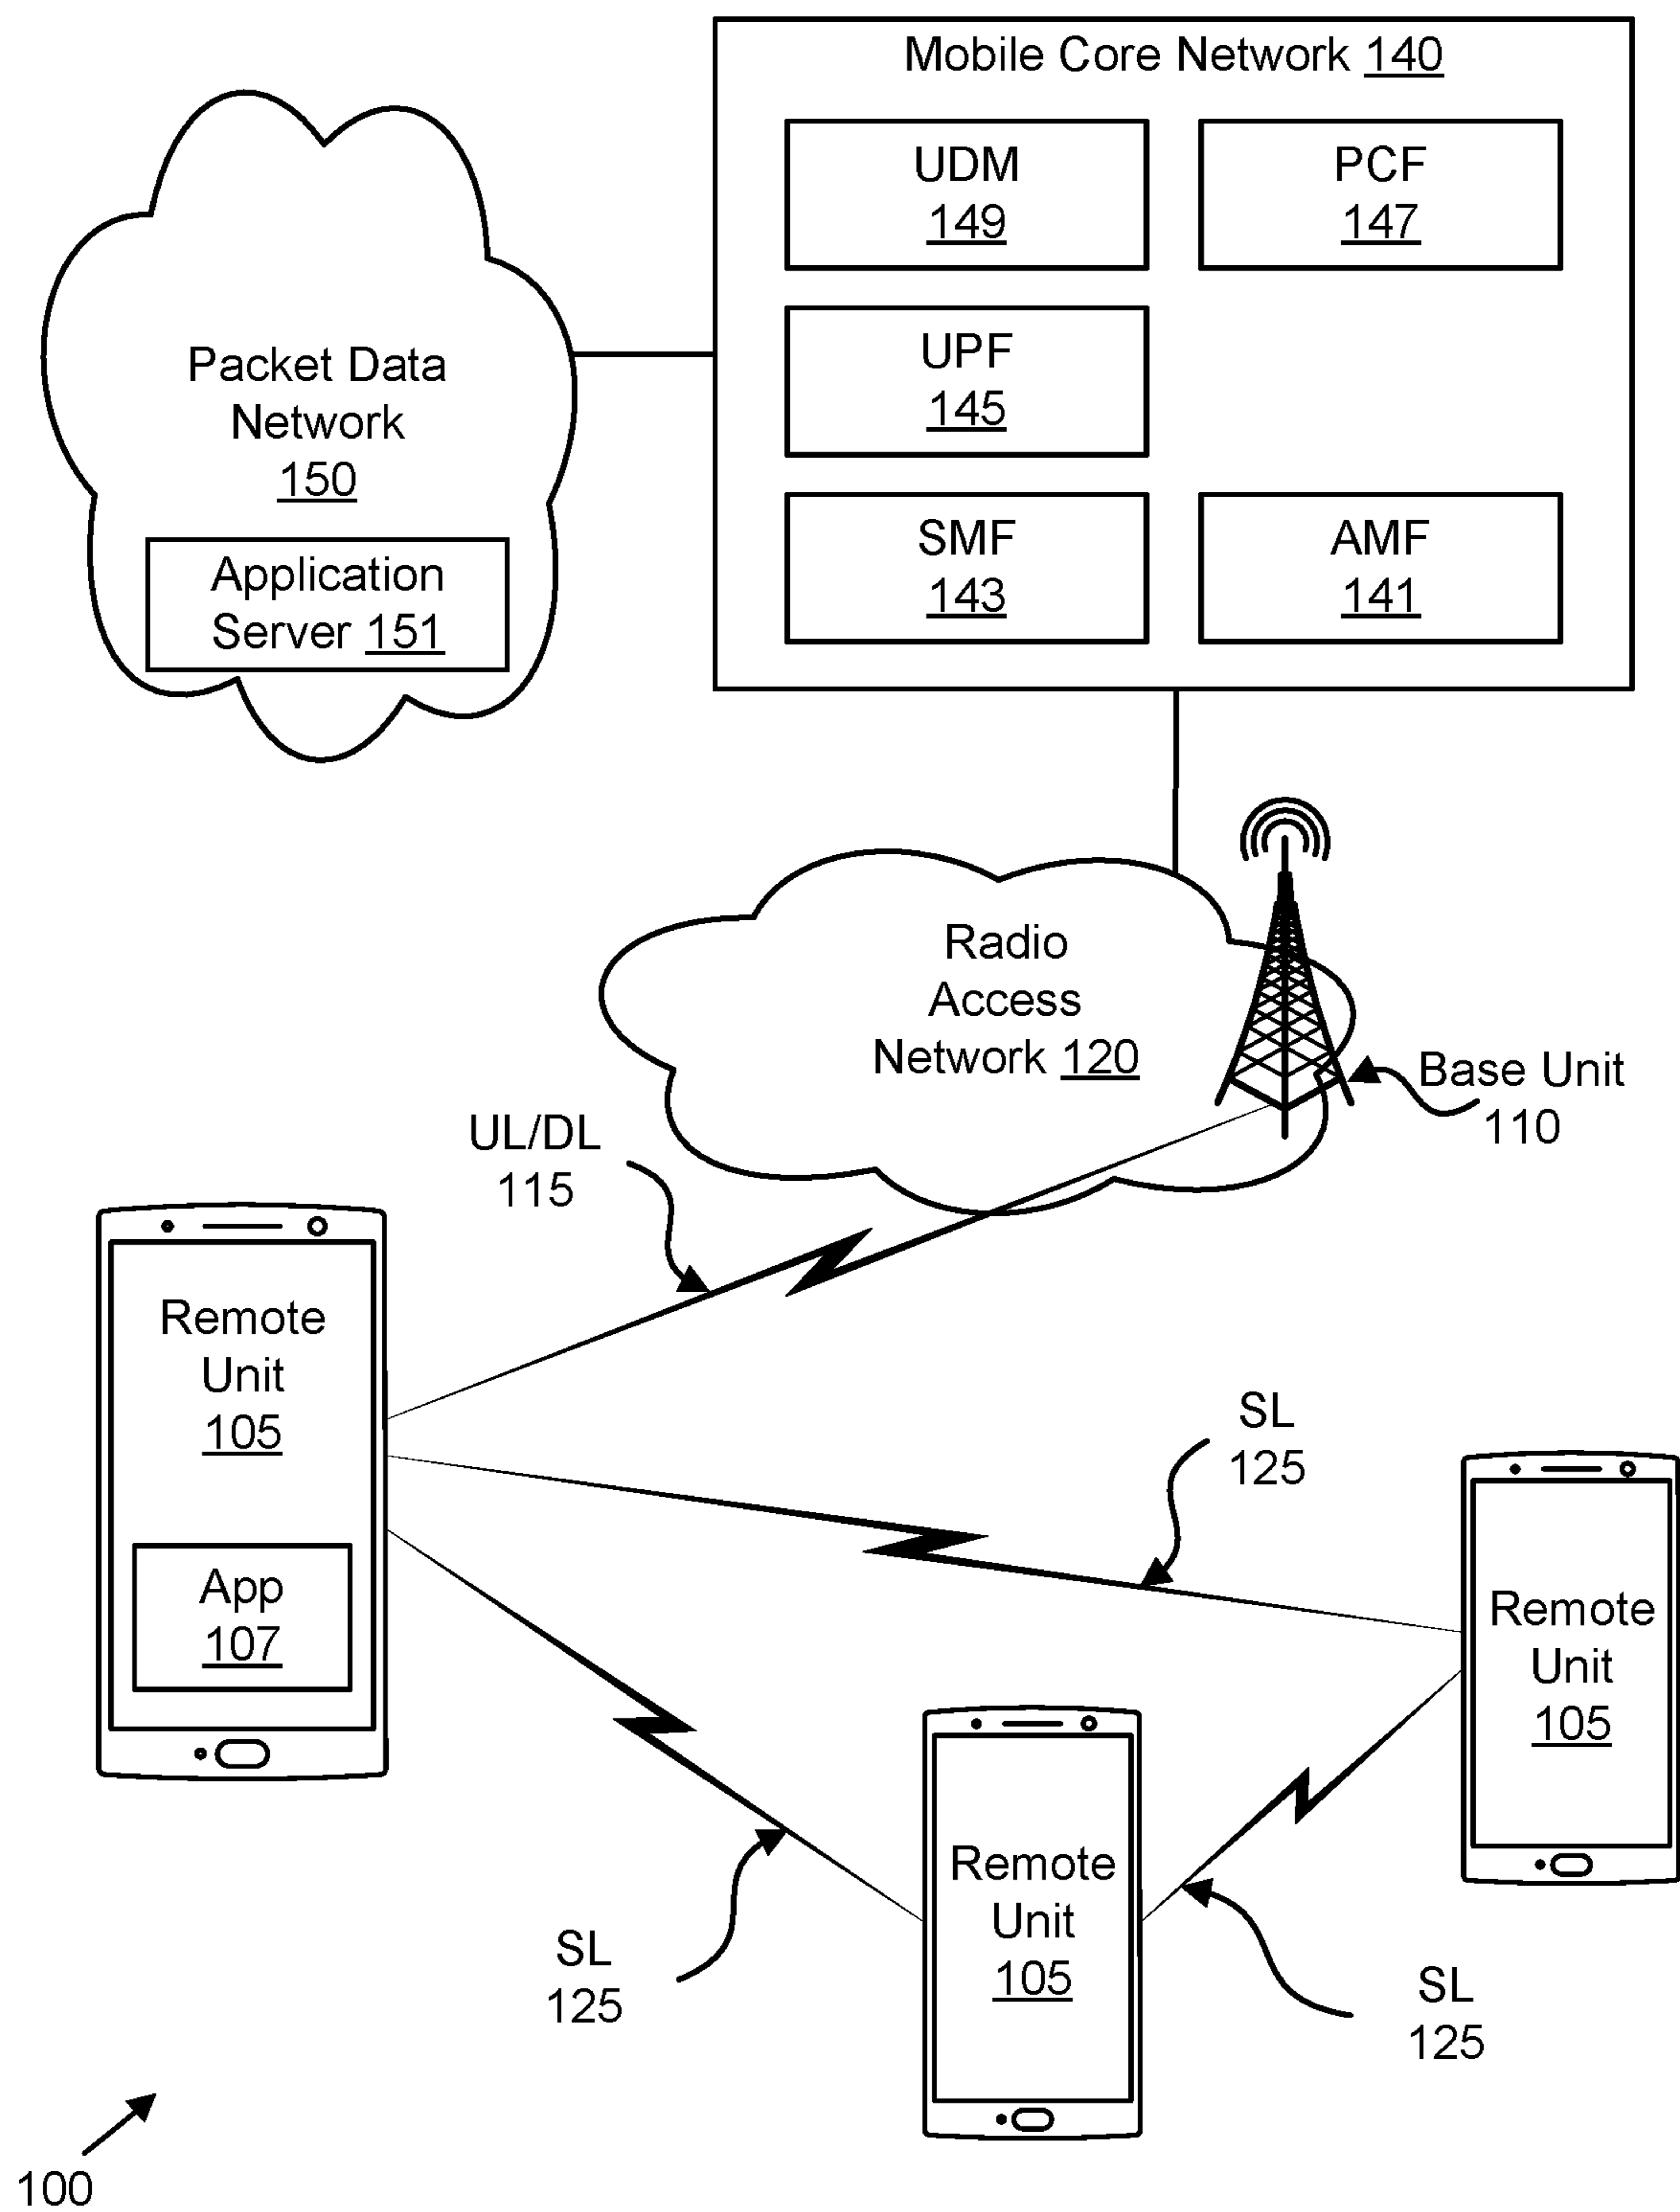 Mobile Core Network 140
UDM
149
PCF
147
UPF
145
SMF
143
AMF
141
Packet Data
Network
150
Application
Server 151
Radio
Access
Network 120
Base Unit
110
UL/DL
115
Remote
Unit
105
App
107
SL
125
Remote
Unit
105
Remote
Unit
105
SL
125
SL
125
100